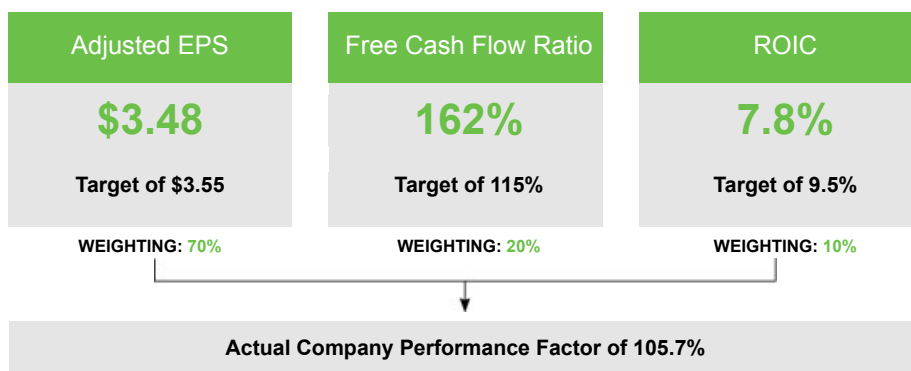 Adjusted EPS
$3.48
Target of $3.55
WEIGHTING: 70%
Free Cash Flow Ratio
162%
Target of 115%
WEIGHTING: 20%
ROIC
7.8%
Target of 9.5%
WEIGHTING: 10%
Actual Company Performance Factor of 105.7%